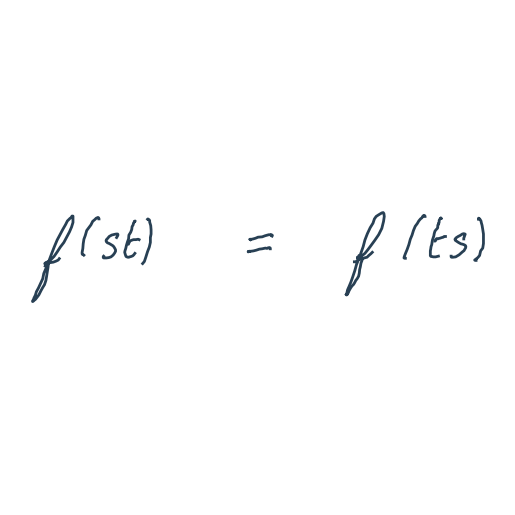 f(st) = f(ts)